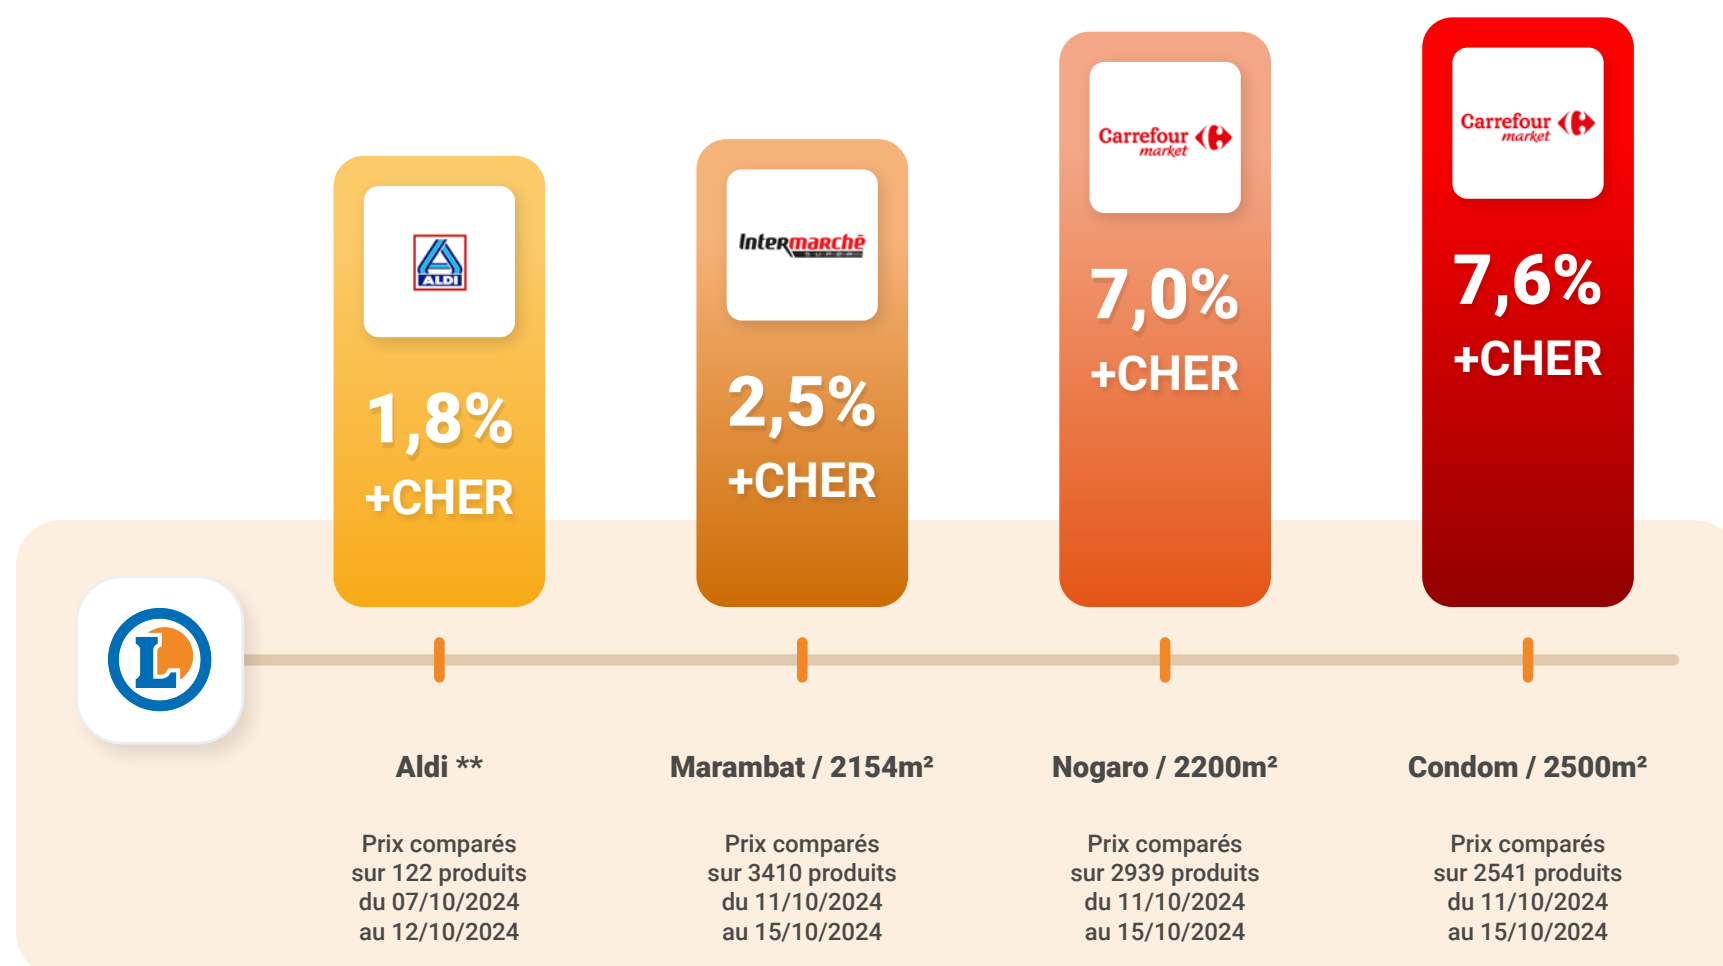 ALDI
1,8%
+CHER
Intermarchē
SUPER
2,5%
+CHER
Carrefour
market
7,0%
+CHER
Carrefour
market
7,6%
+CHER
L
Aldi **
Prix comparés
sur 122 produits
du 07/10/2024
au 12/10/2024
Marambat / 2154m²
Prix comparés
sur 3410 produits
du 11/10/2024
au 15/10/2024
Nogaro / 2200m²
Prix comparés
sur 2939 produits
du 11/10/2024
au 15/10/2024
Condom / 2500m²
Prix comparés
sur 2541 produits
du 11/10/2024
au 15/10/2024